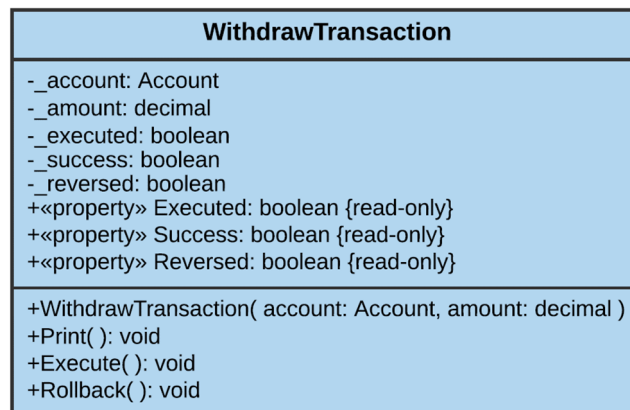 WithdrawTransaction
-_account: Account
-_amount: decimal
-_executed: boolean
-_success: boolean
-_reversed: boolean
+«property» Executed: boolean {read-only}
+«property» Success: boolean {read-only}
+«property» Reversed: boolean {read-only}
+WithdrawTransaction( account: Account, amount: decimal )
+Print( ): void
+Execute( ): void
+Rollback( ): void